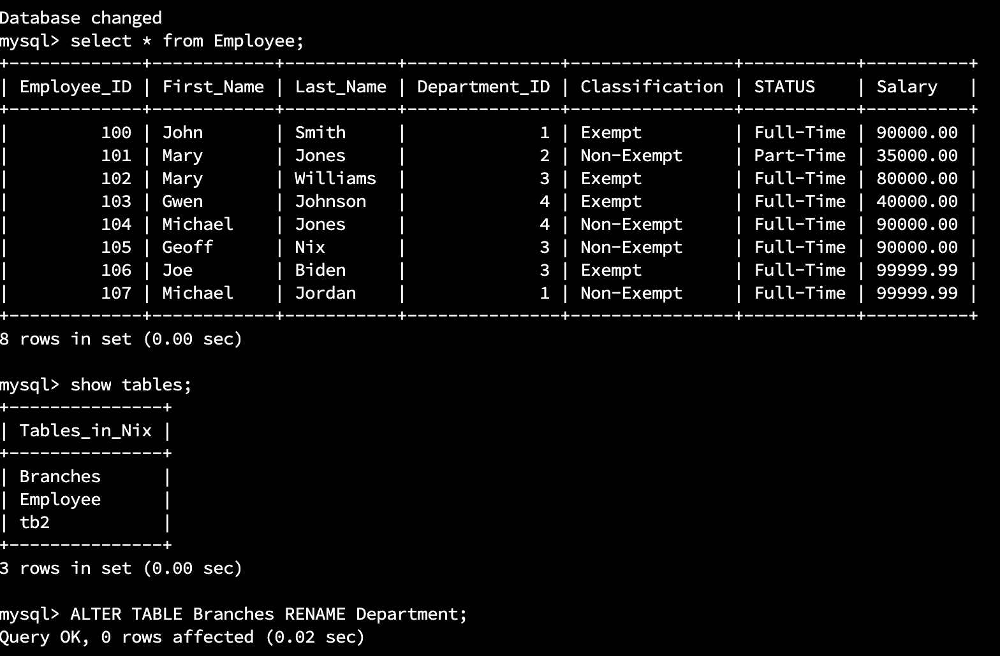 Database changed
mysql> select * from Employee;
+-------------+------------+-----------+---------------+----------------+-----------+----------+
| Employee_ID | First_Name | Last_Name | Department_ID | Classification | STATUS    | Salary   |
+-------------+------------+-----------+---------------+----------------+-----------+----------+
|         100 | John       | Smith     |             1 | Exempt         | Full-Time | 90000.00 |
|         101 | Mary       | Jones     |             2 | Non-Exempt     | Part-Time | 35000.00 |
|         102 | Mary       | Williams  |             3 | Exempt         | Full-Time | 80000.00 |
|         103 | Gwen       | Johnson   |             4 | Exempt         | Full-Time | 40000.00 |
|         104 | Michael    | Jones     |             4 | Non-Exempt     | Full-Time | 90000.00 |
|         105 | Geoff      | Nix       |             3 | Non-Exempt     | Full-Time | 90000.00 |
|         106 | Joe        | Biden     |             3 | Exempt         | Full-Time | 99999.99 |
|         107 | Michael    | Jordan    |             1 | Non-Exempt     | Full-Time | 99999.99 |
+-------------+------------+-----------+---------------+----------------+-----------+----------+
8 rows in set (0.00 sec)

mysql> show tables;
+---------------+
| Tables_in_Nix |
+---------------+
| Branches      |
| Employee      |
| tb2           |
+---------------+
3 rows in set (0.00 sec)

mysql> ALTER TABLE Branches RENAME Department;
Query OK, 0 rows affected (0.02 sec)